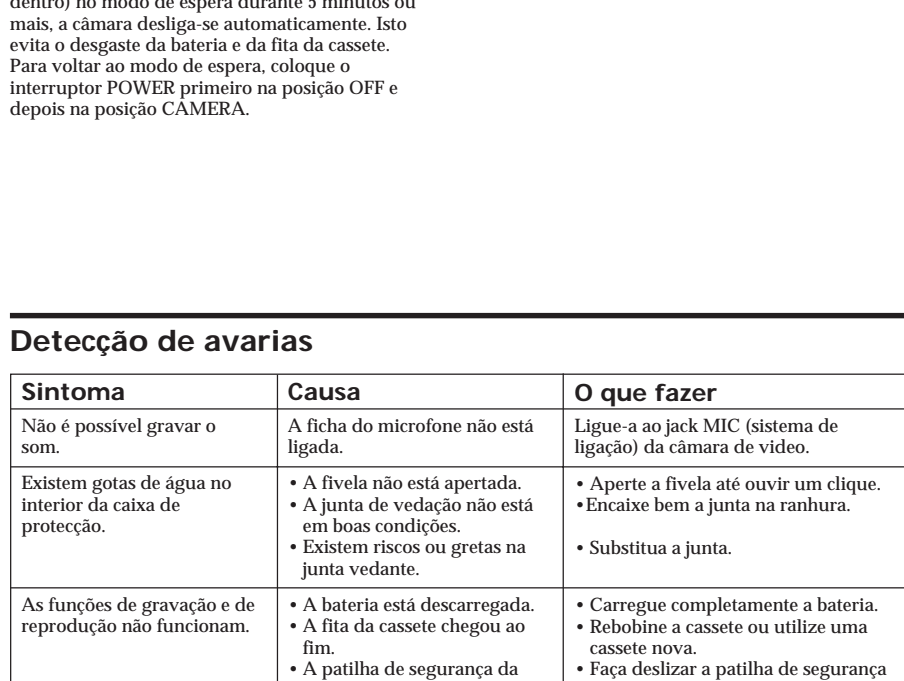 dentro) no modo de espera durante 5 minutos ou
mais, a câmara desliga-se automaticamente. Isto
evita o desgaste da bateria e da fita da cassete.
Para voltar ao modo de espera, coloque o
interruptor POWER primeiro na posição OFF e
depois na posição CAMERA.
Detecção de avarias
Sintoma
Causa
O que fazer
Não é possível gravar o
som.
A ficha do microfone não está
ligada.
Ligue-a ao jack MIC (sistema de
ligação) da câmara de video.
Existem gotas de água no
interior da caixa de
protecção.
• A fivela não está apertada.
• A junta de vedação não está
em boas condições.
• Existem riscos ou gretas na
junta vedante.
• Aperte a fivela até ouvir um clique.
•Encaixe bem a junta na ranhura.
• Substitua a junta.
As funções de gravação e de
reprodução não funcionam.
• A bateria está descarregada.
• A fita da cassete chegou ao
fim.
• A patilha de segurança da
• Carregue completamente a bateria.
• Rebobine a cassete ou utilize uma
cassete nova.
• Faça deslizar a patilha de segurança